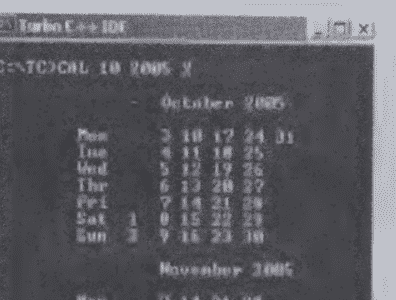 Turbo C++ IDE
C:\TC>CAL 10 2005
October 2005
Mon 3 10 17 24 31
Tue 4 11 18 25
Wed 5 12 19 26
Thr 6 13 20 27
Fri 7 14 21 28
Sat 1 8 15 22 29
Sun 2 9 16 23 30
November 2005